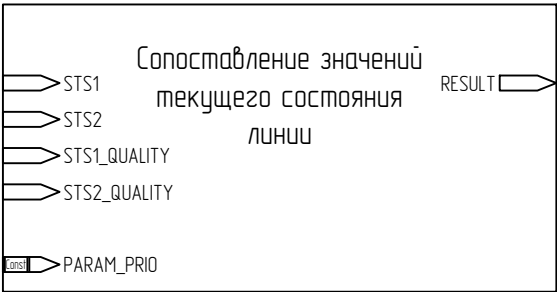 Сопоставление значений
текущего состояния
линии
STS1
STS2
STS1_QUALITY
STS2_QUALITY
Const
PARAM_PRIO
RESULT